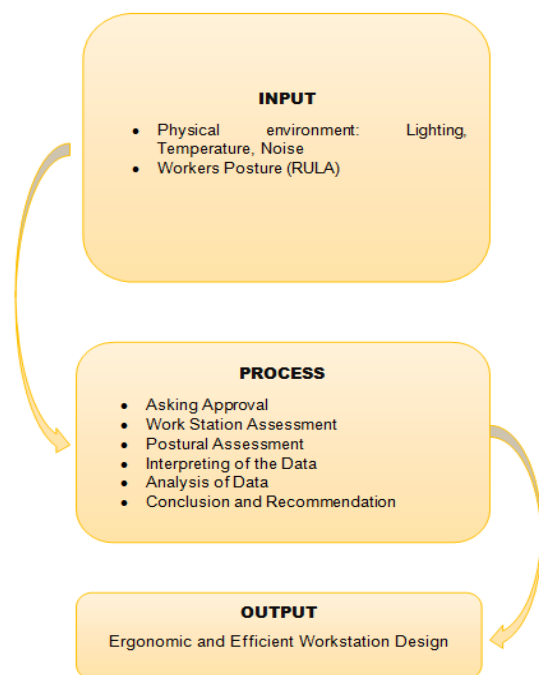 INPUT
• Physical environment: Lighting,
Temperature, Noise
• Workers Posture (RULA)
PROCESS
• Asking Approval
• Work Station Assessment
• Postural Assessment
• Interpreting of the Data
• Analysis of Data
• Conclusion and Recommendation
OUTPUT
Ergonomic and Efficient Workstation Design